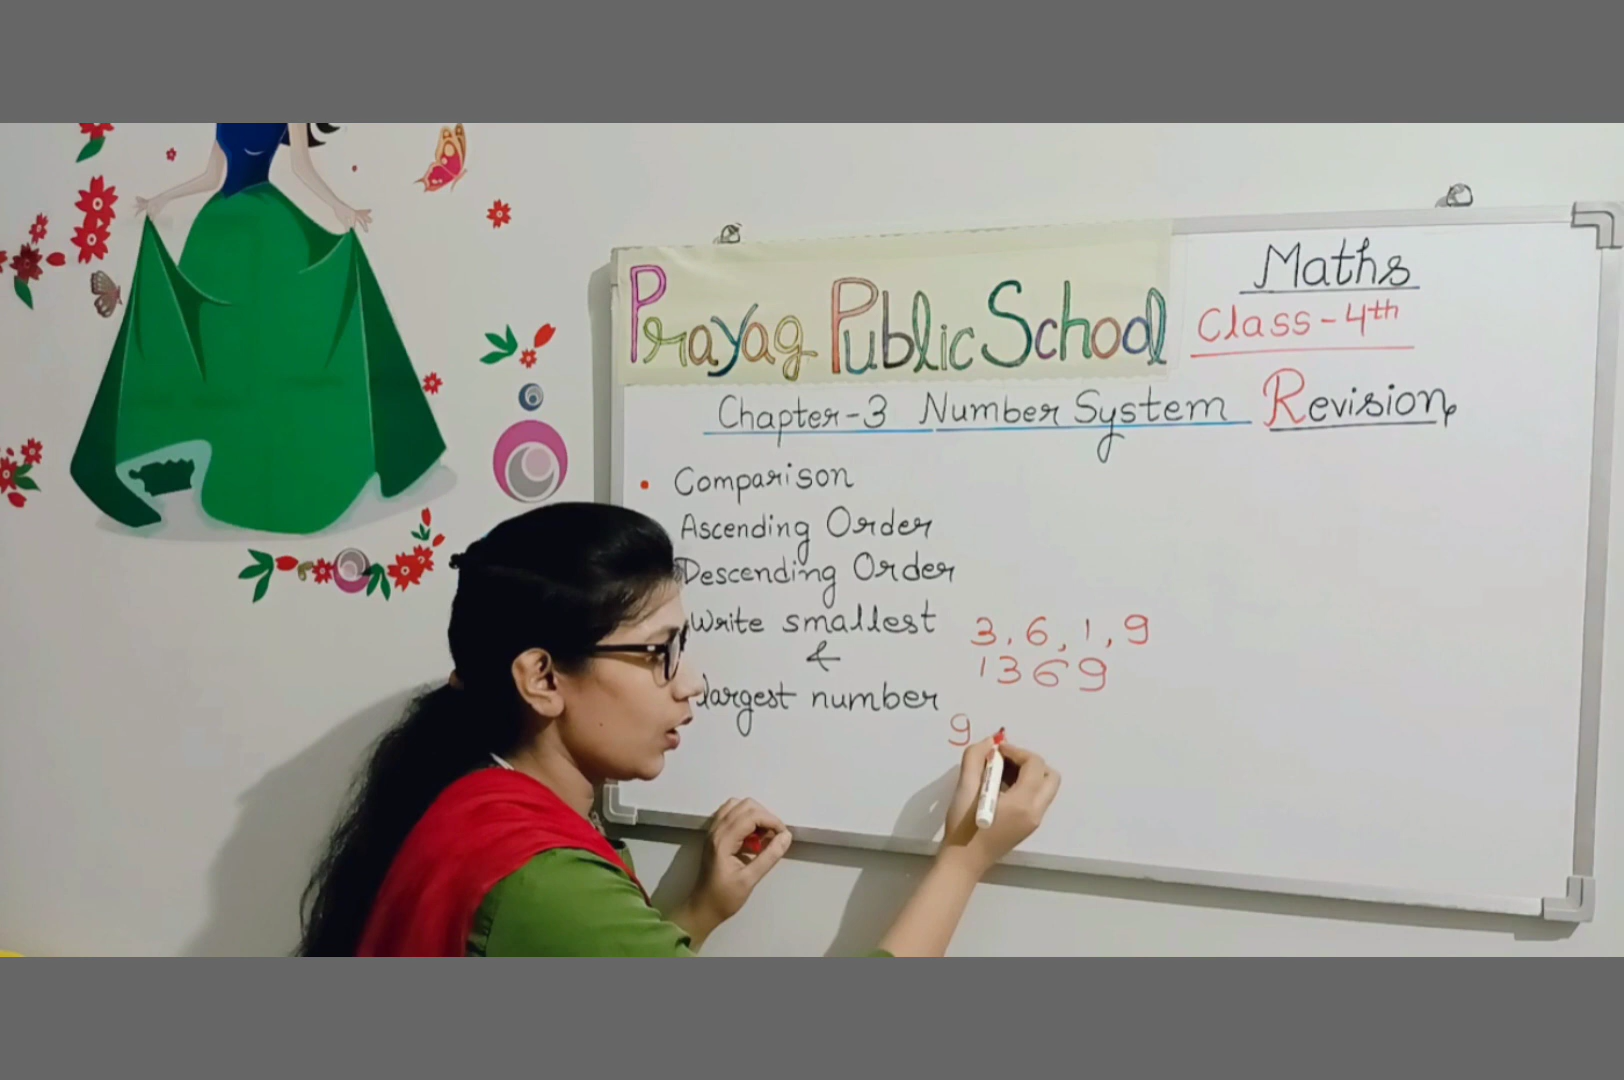 Maths
Prayag Public School
Class-4th
Chapter-3 Number System Revision
Comparison
Ascending Order
Descending Order
Write smallest 3, 6, 1, 9
& 1369
largest number
9